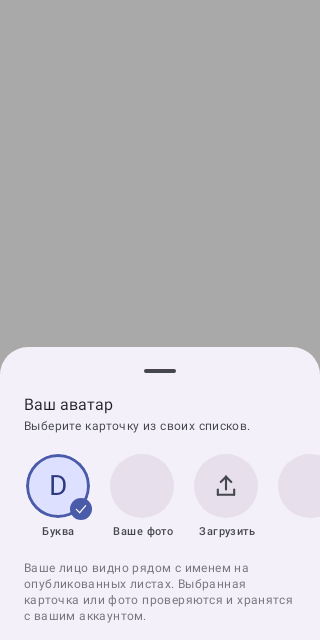 Ваш аватар
Выберите карточку из своих списков.
D
Буква
Ваше фото
Загрузить
Ваше лицо видно рядом с именем на
опубликованных листах. Выбранная
карточка или фото проверяются и хранятся
с вашим аккаунтом.